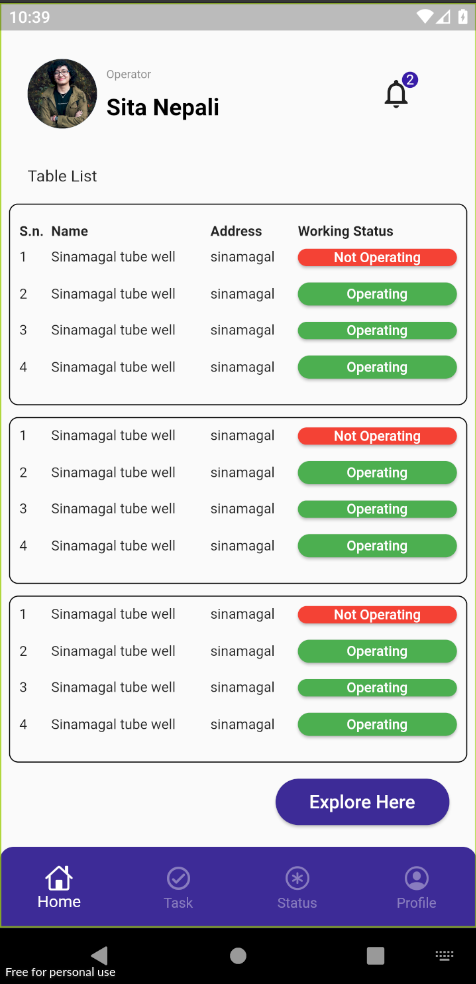 10:39
Operator
2
Sita Nepali
Table List
S.n. Name Address Working Status
1 Sinamagal tube well sinamagal Not Operating
2 Sinamagal tube well sinamagal Operating
3 Sinamagal tube well sinamagal Operating
4 Sinamagal tube well sinamagal Operating
1 Sinamagal tube well sinamagal Not Operating
2 Sinamagal tube well sinamagal Operating
3 Sinamagal tube well sinamagal Operating
4 Sinamagal tube well sinamagal Operating
1 Sinamagal tube well sinamagal Not Operating
2 Sinamagal tube well sinamagal Operating
3 Sinamagal tube well sinamagal Operating
4 Sinamagal tube well sinamagal Operating
Explore Here
Home Task Status Profile
Free for personal use